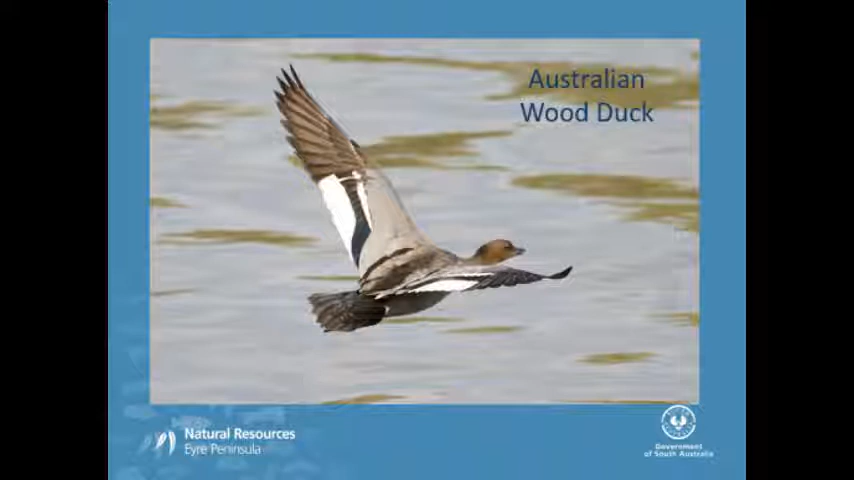 Australian
Wood Duck
Natural Resources
Eyre Peninsula
Government
of South Australia